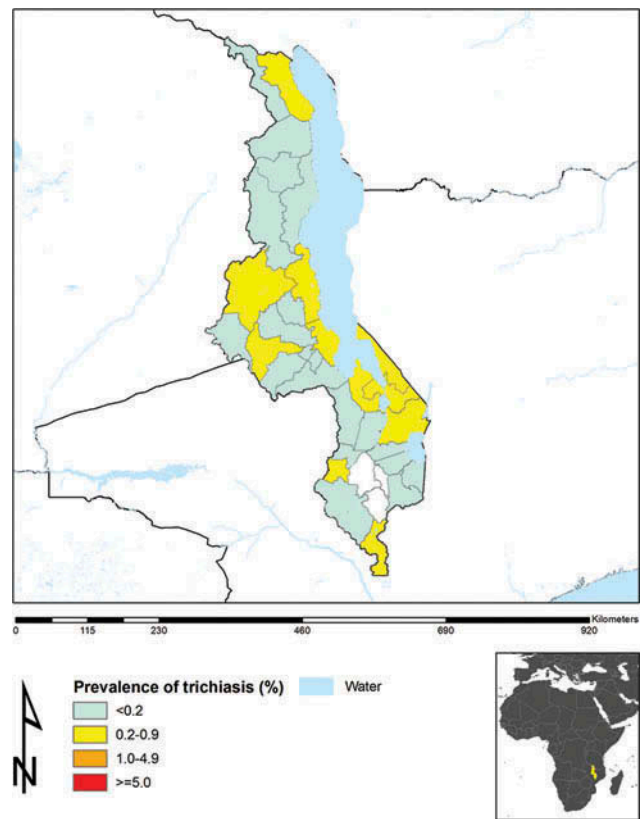 Kilometers
0 115 230 460 690 920
Prevalence of trichiasis (%)
Water
<0.2
0.2-0.9
1.0-4.9
>=5.0
N